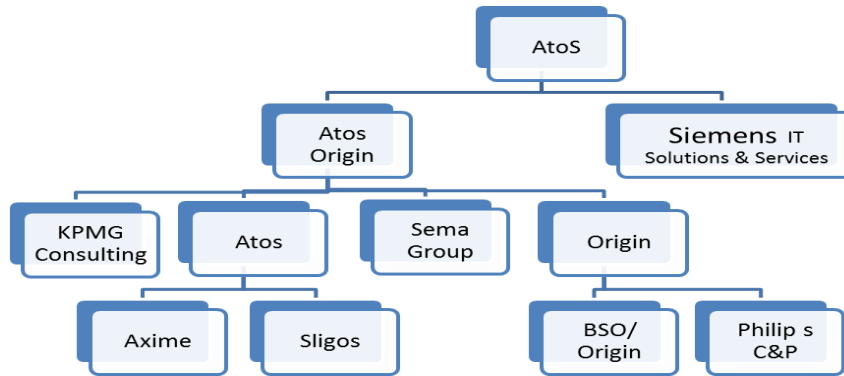 AtoS
Atos
Origin
Siemens IT
Solutions & Services
KPMG
Consulting
Atos
Sema
Group
Origin
Axime
Sligos
BSO/
Origin
Philip s
C&P